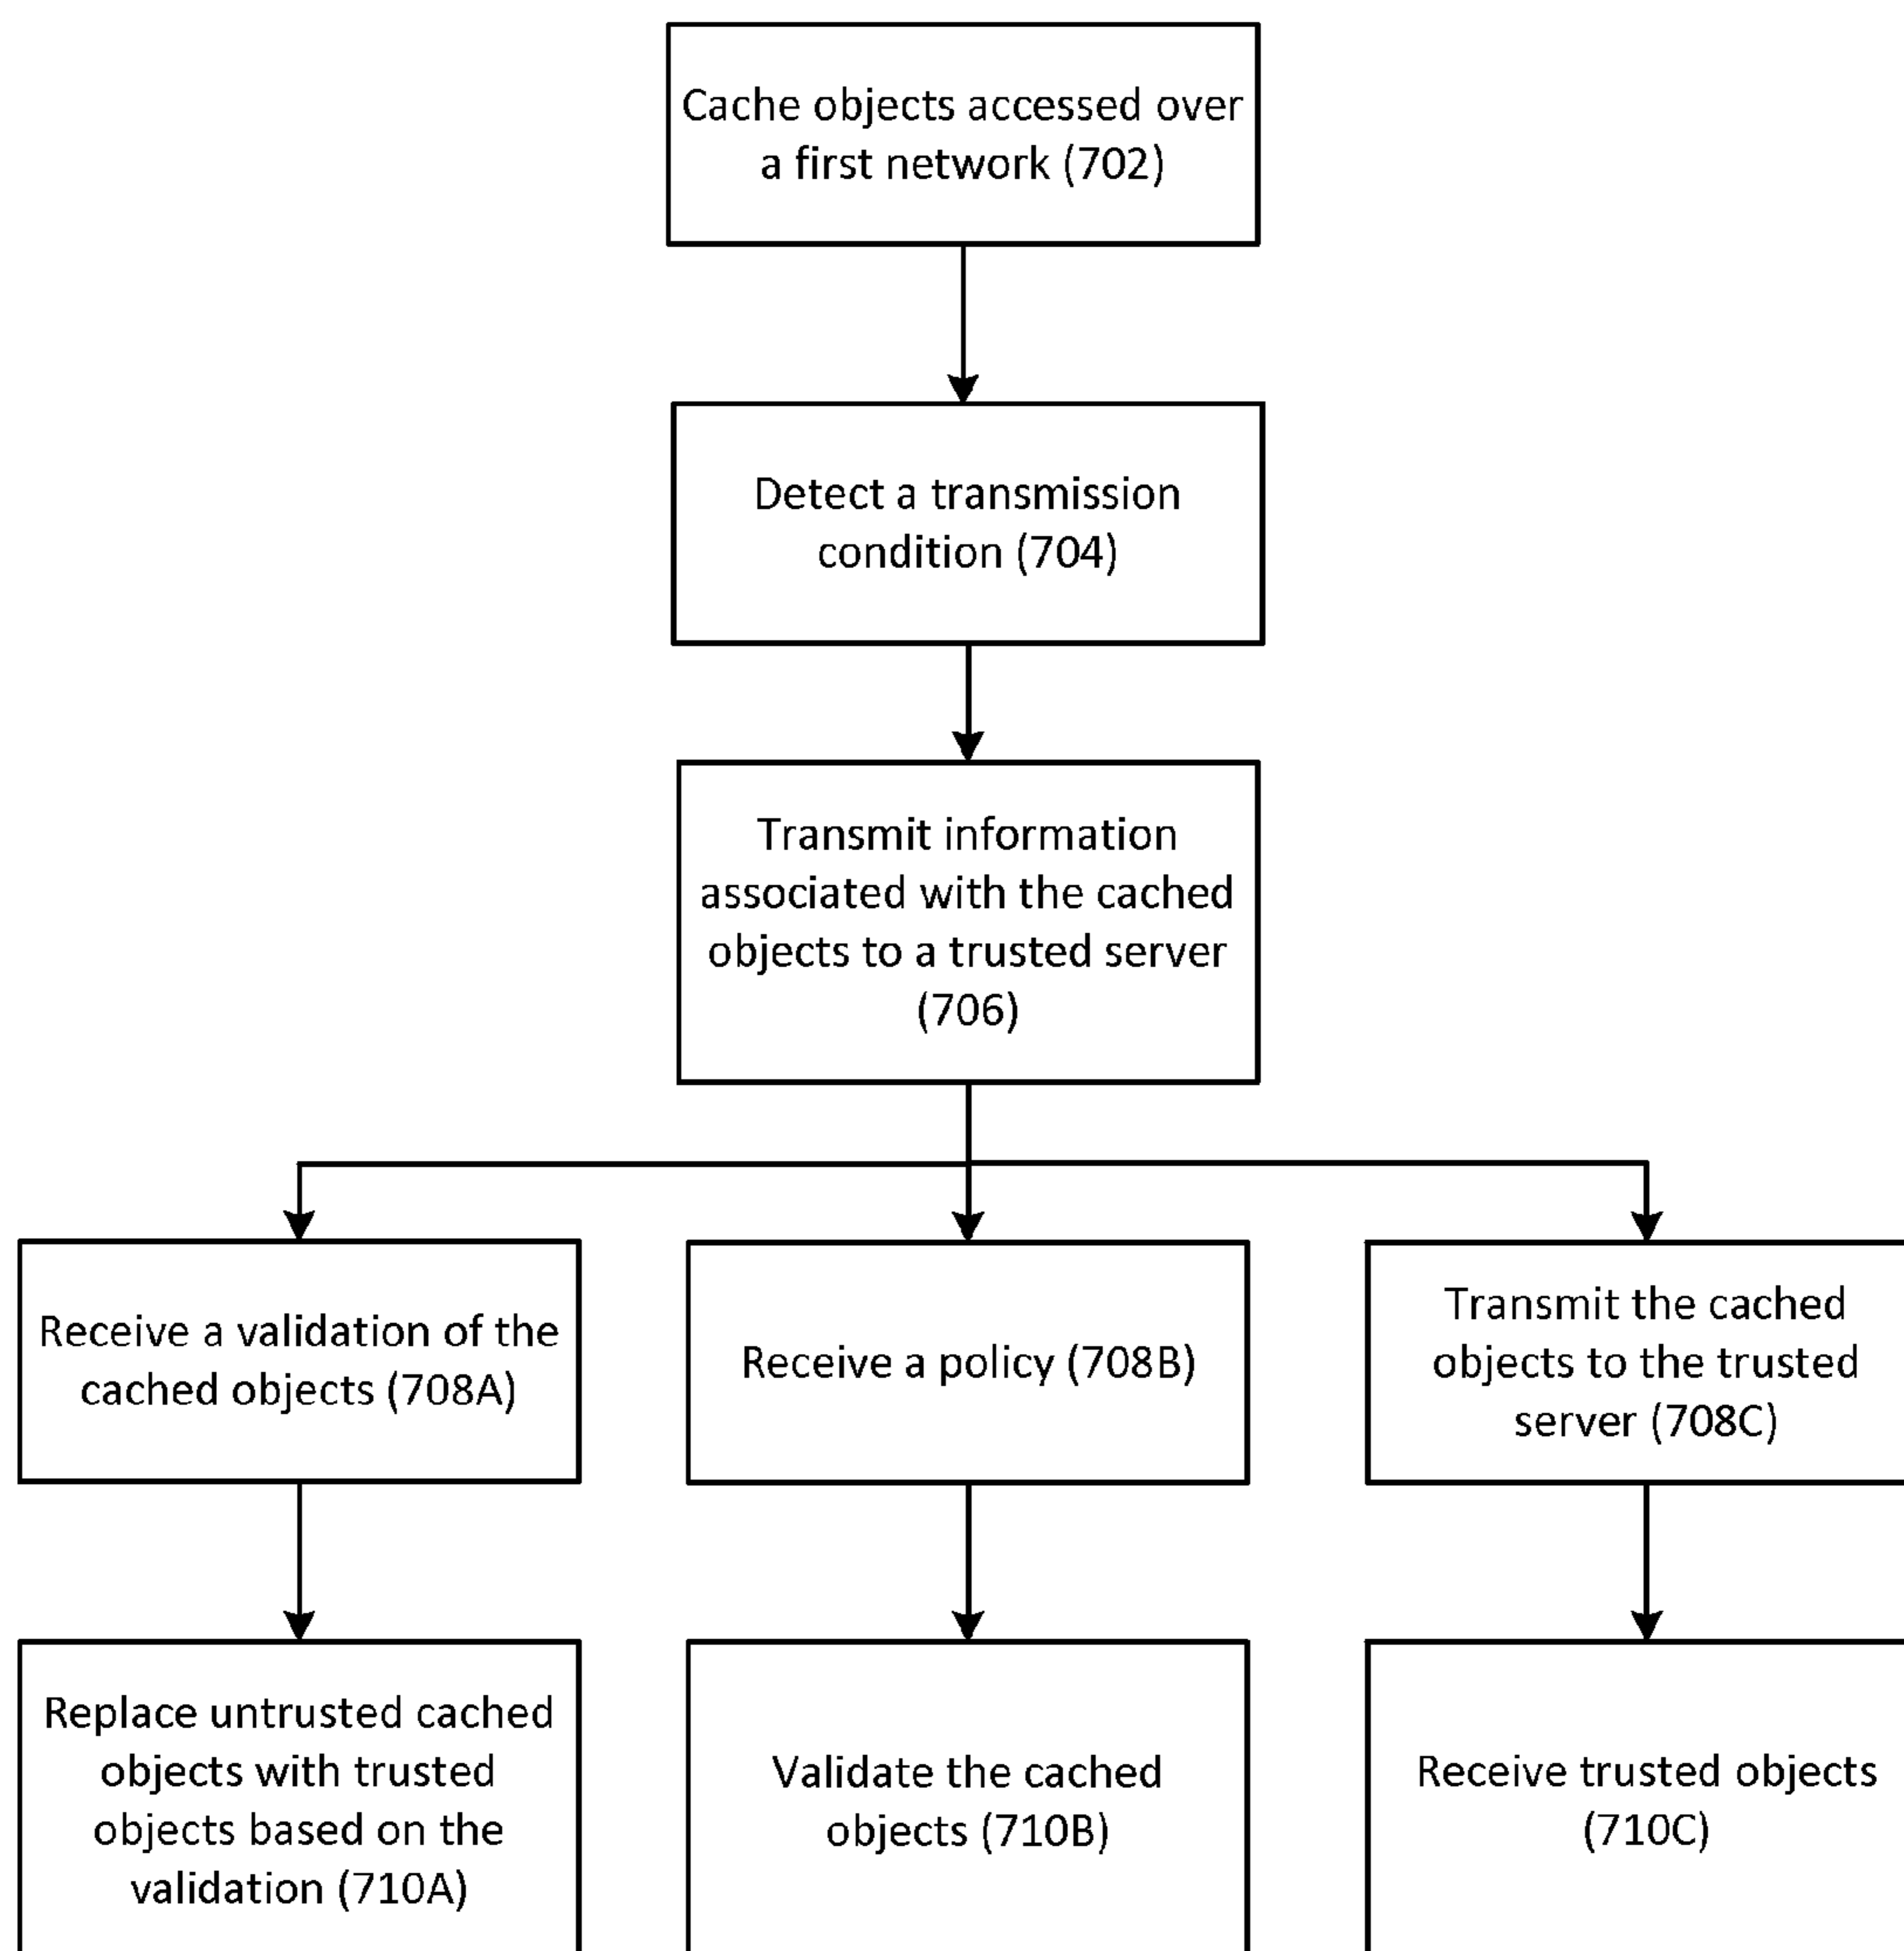 Cache objects accessed over
a first network (702)
Detect a transmission
condition (704)
Transmit information
associated with the cached
objects to a trusted server
(706)
Receive a validation of the
cached objects (708A)
Receive a policy (708B)
Transmit the cached
objects to the trusted
server (708C)
Replace untrusted cached
objects with trusted
objects based on the
validation (710A)
Validate the cached
objects (710B)
Receive trusted objects
(710C)